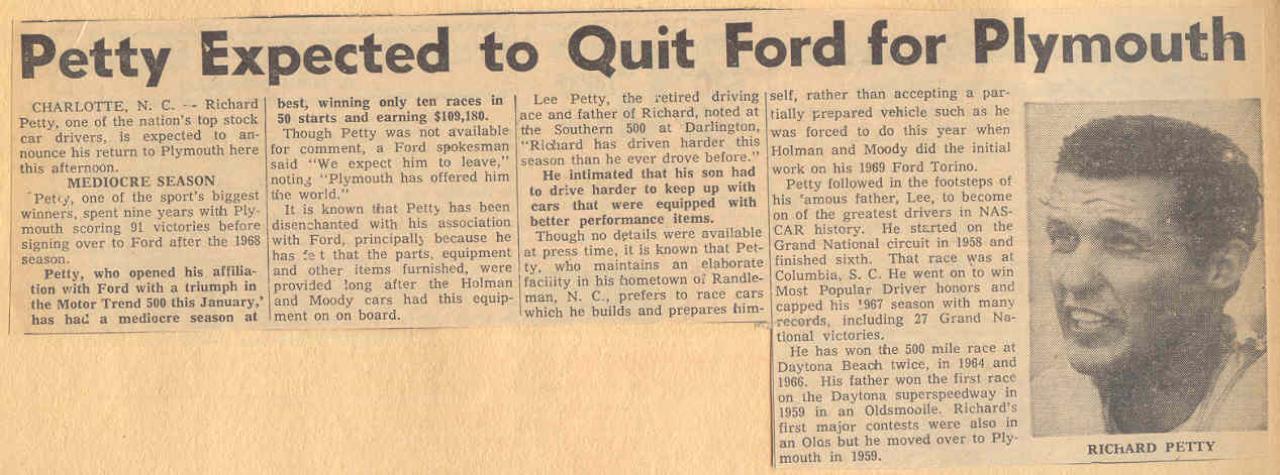 Petty Expected to Quit Ford for Plymouth
CHARLOTTE, N. C. -- Richard
Petty, one of the nation's top stock
car drivers, is expected to an-
nounce his return to Plymouth here
this afternoon.
MEDIOCRE SEASON
Petty, one of the sport's biggest
winners, spent nine years with Ply-
mouth scoring 91 victories before
signing over to Ford after the 1968
season.
Petty, who opened his affilia-
tion with Ford with a triumph in
the Motor Trend 500 this January,'
has had a mediocre season at
best, winning only ten races in
50 starts and earning $109,180.
Though Petty was not available
for comment, a Ford spokesman
said "We expect him to leave,"
noting "Plymouth has offered him
the world."
It is known that Petty has been
disenchanted with his association
with Ford, principally because he
has felt that the parts, equipment
and other items furnished, were
provided long after the Holman
and Moody cars had this equip-
ment on on board.
Lee Petty, the retired driving
ace and father of Richard, noted at
the Southern 500 at Darlington,
"Richard has driven harder this
season than he ever drove before."
He intimated that his son had
to drive harder to keep up with
cars that were equipped with
better performance items.
Though no details were available
at press time, it is known that Pet-
ty, who maintains an elaborate
facility in his hometown of Randle-
man, N. C., prefers to race cars
which he builds and prepares him-
self, rather than accepting a par-
tially prepared vehicle such as he
was forced to do this year when
Holman and Moody did the initial
work on his 1969 Ford Torino.
Petty followed in the footsteps of
his famous father, Lee, to become
on of the greatest drivers in NAS-
CAR history. He started on the
Grand National circuit in 1958 and
finished sixth. That race was at
Columbia, S. C. He went on to win
Most Popular Driver honors and
capped his 1967 season with many
records, including 27 Grand Na-
tional victories.
He has won the 500 mile race at
Daytona Beach twice, in 1964 and
1966. His father won the first race
on the Daytona superspeedway in
1959 in an Oldsmobile. Richard's
first major contests were also in
an Olds but he moved over to Ply-
mouth in 1959.
RICHARD PETTY